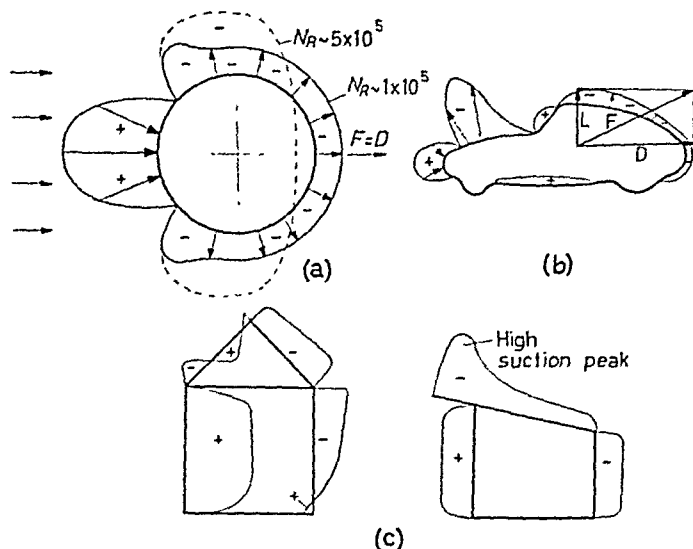 N_R~5x10^5
N_R~1x10^5
F=D
(a)
L F
D
(b)
High
suction peak
(c)
- - - - - + + - - - - - -
- + + - - +
- + - + - +
- + -